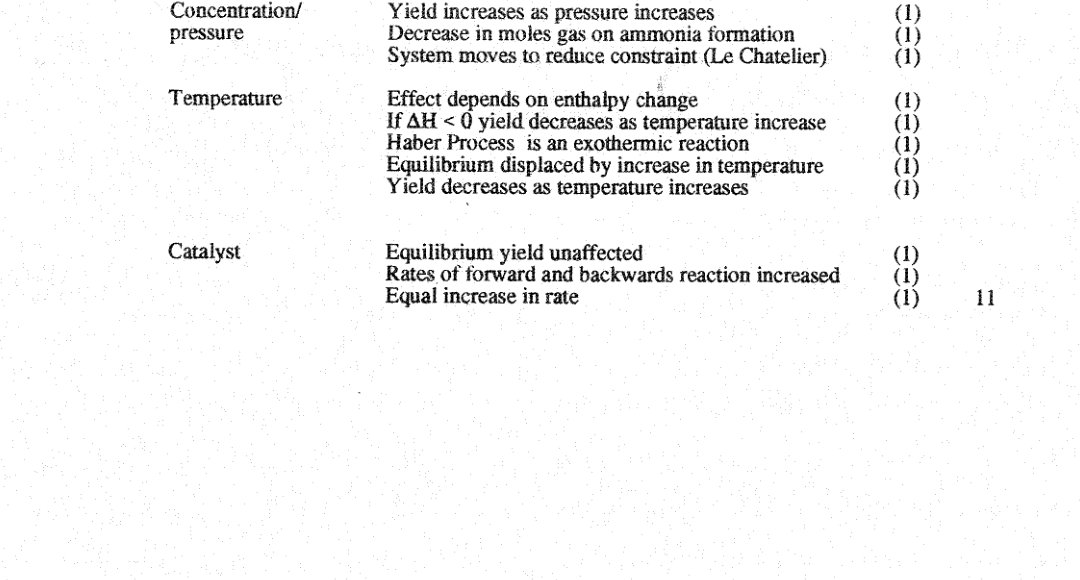 Concentration/ Yield increases as pressure increases (1)
pressure Decrease in moles gas on ammonia formation (1)
System moves to reduce constraint (Le Chatelier) (1)
Temperature Effect depends on enthalpy change (1)
If ΔH < 0 yield decreases as temperature increase (1)
Haber Process is an exothermic reaction (1)
Equilibrium displaced by increase in temperature (1)
Yield decreases as temperature increases (1)
Catalyst Equilibrium yield unaffected (1)
Rates of forward and backwards reaction increased (1)
Equal increase in rate (1) 11